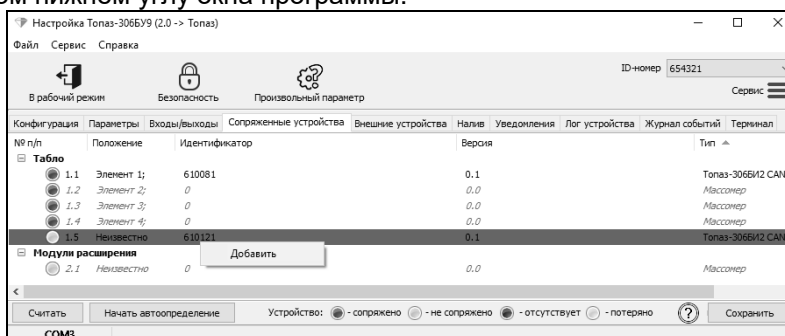 ом нижнем углу окна программы.
Настройка Топаз-306БУ9 (2.0 -> Топаз)
Файл Сервис Справка
В рабочий режим Безопасность Произвольный параметр ID-номер 654321
Сервис
Конфигурация Параметры Входы/выходы Сопряженные устройства Внешние устройства Налив Уведомления Лог устройства Журнал событий Терминал
№ п/п Положение Идентификатор Версия Тип
Табло
1.1 Элемент 1; 610081 0.1 Топаз-306БИ2 CAN
1.2 Элемент 2; 0 0.0 Массомер
1.3 Элемент 3; 0 0.0 Массомер
1.4 Элемент 4; 0 0.0 Массомер
1.5 Неизвестно 610121 0.1 Топаз-306БИ2 CAN
Добавить
Модули расширения
2.1 Неизвестно 0 0.0 Массомер
Считать Начать автоопределение Устройство: - сопряжено - не сопряжено - отсутствует - потеряно ? Сохранить
COM3